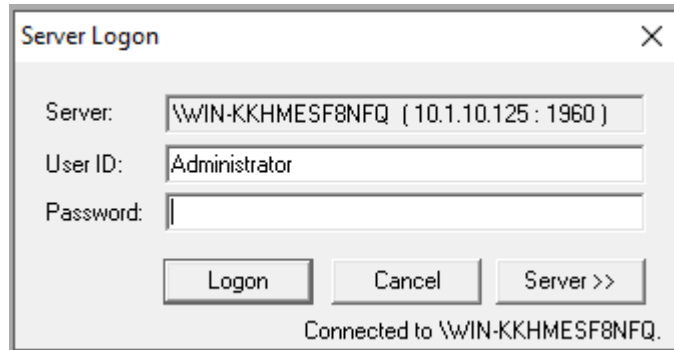 Server Logon
Server: \WIN-KKHMESF8NFQ ( 10.1.10.125 : 1960 )
User ID: Administrator
Password:
Logon Cancel Server >>
Connected to \WIN-KKHMESF8NFQ.